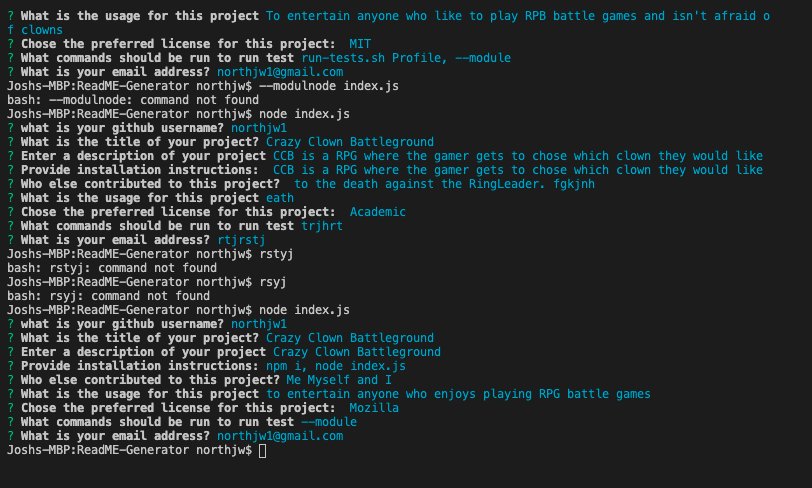 ? What is the usage for this project To entertain anyone who like to play RPB battle games and isn't afraid o
f clowns
? Chose the preferred license for this project:  MIT
? What commands should be run to run test run-tests.sh Profile, --module
? What is your email address? northjw1@gmail.com
Joshs-MBP:ReadME-Generator northjw$ --modulnode index.js
bash: --modulnode: command not found
Joshs-MBP:ReadME-Generator northjw$ node index.js
? what is your github username? northjw1
? What is the title of your project? Crazy Clown Battleground
? Enter a description of your project CCB is a RPG where the gamer gets to chose which clown they would like
? Provide installation instructions:  CCB is a RPG where the gamer gets to chose which clown they would like
? Who else contributed to this project?  to the death against the RingLeader. fgkjnh
? What is the usage for this project eath
? Chose the preferred license for this project:  Academic
? What commands should be run to run test trjhrt
? What is your email address? rtjrstj
Joshs-MBP:ReadME-Generator northjw$ rstyj
bash: rstyj: command not found
Joshs-MBP:ReadME-Generator northjw$ rsyj
bash: rsyj: command not found
Joshs-MBP:ReadME-Generator northjw$ node index.js
? what is your github username? northjw1
? What is the title of your project? Crazy Clown Battleground
? Enter a description of your project Crazy Clown Battleground
? Provide installation instructions: npm i, node index.js
? Who else contributed to this project? Me Myself and I
? What is the usage for this project to entertain anyone who enjoys playing RPG battle games
? Chose the preferred license for this project:  Mozilla
? What commands should be run to run test --module
? What is your email address? northjw1@gmail.com
Joshs-MBP:ReadME-Generator northjw$